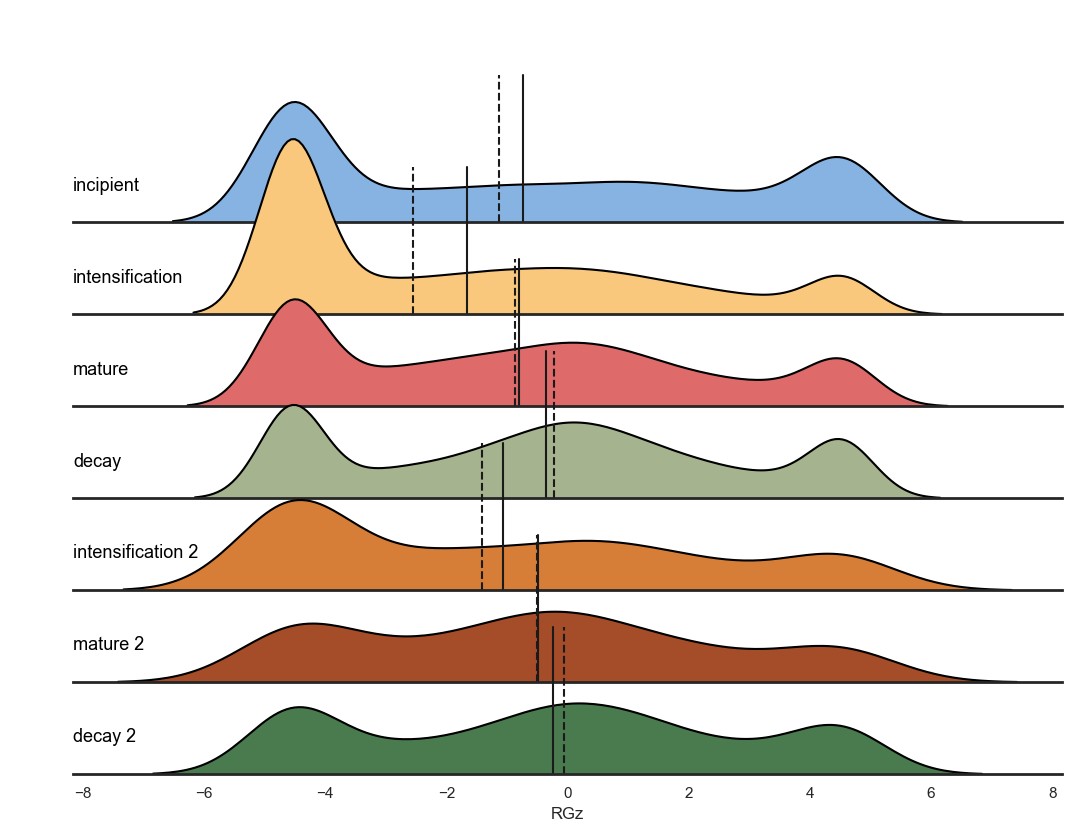 incipient
intensification
mature
decay
intensification 2
mature 2
decay 2
−8 −6 −4 −2 0 2 4 6 8
RGz